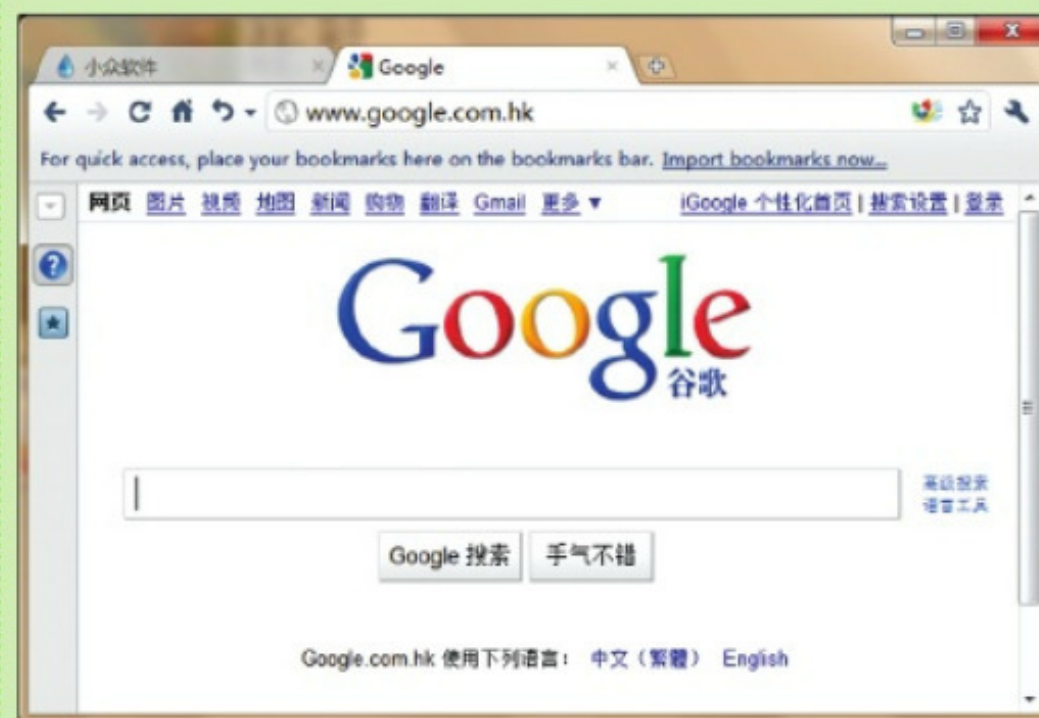 小众软件 Google
www.google.com.hk
For quick access, place your bookmarks here on the bookmarks bar. Import bookmarks now...
网页 图片 视频 地图 新闻 购物 翻译 Gmail 更多 ▼ iGoogle 个性化首页 | 搜索设置 | 登录
Google
谷歌
高级搜索
语言工具
Google 搜索 手气不错
Google.com.hk 使用下列语言： 中文（繁體） English